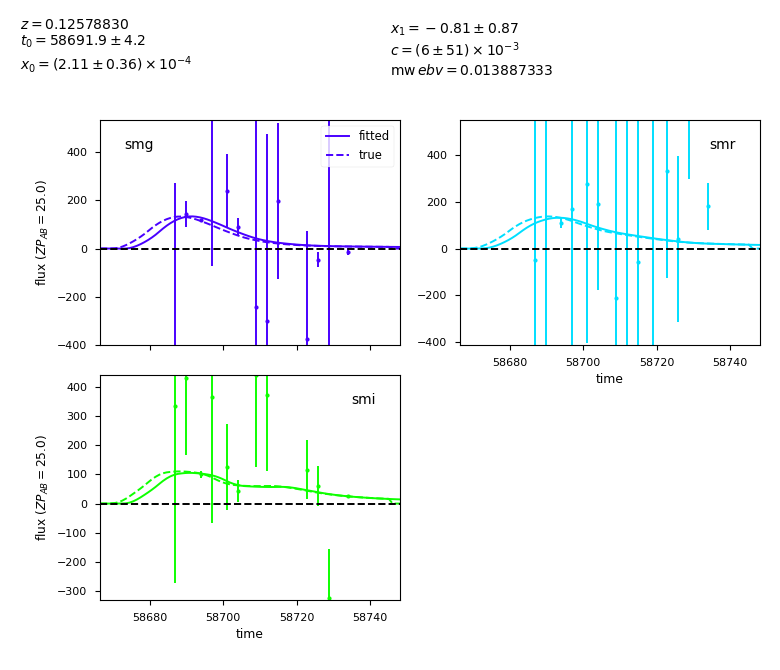 z = 0.12578830
t₀ = 58691.9 ± 4.2
x₀ = (2.11 ± 0.36) × 10⁻⁴
x₁ = −0.81 ± 0.87
c = (6 ± 51) × 10⁻³
mw ebv = 0.013887333
smg
fitted
true
400
200
0
−200
−400
flux (ZP_AB = 25.0)
smr
400
200
0
−200
−400
58680 58700 58720 58740
time
smi
400
300
200
100
0
−100
−200
−300
flux (ZP_AB = 25.0)
58680 58700 58720 58740
time